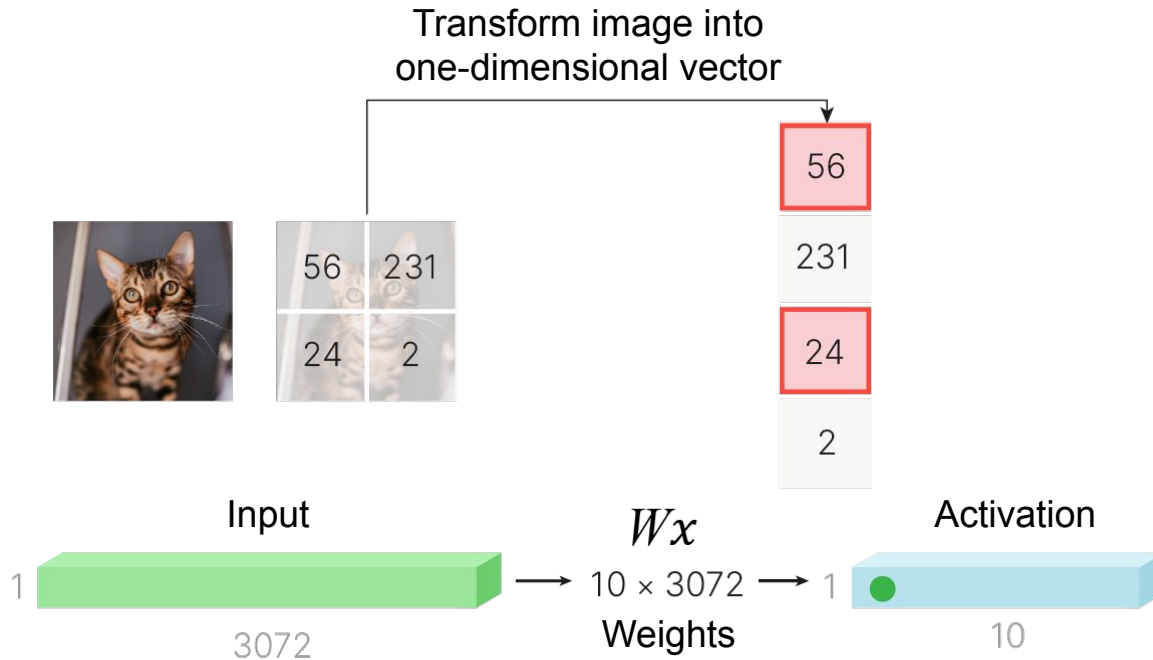 Transform image into
one-dimensional vector
56
231
24
2
56 231
24 2
Input
Wx
Activation
1
10 × 3072
1
3072
Weights
10